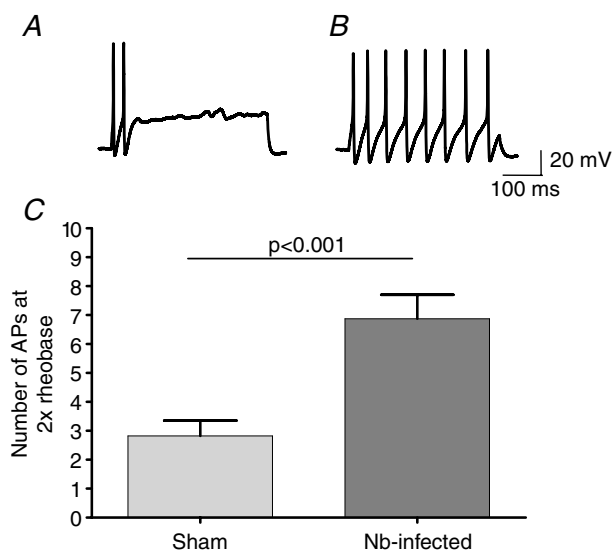 A
B
20 mV
100 ms
C
p<0.001
Number of APs at
2x rheobase
10
9
8
7
6
5
4
3
2
1
0
Sham
Nb-infected